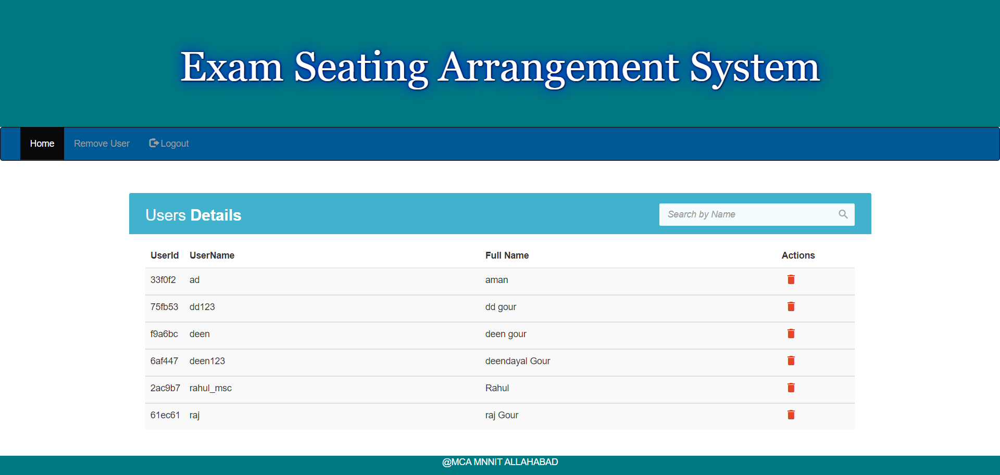 Exam Seating Arrangement System
Home Remove User Logout
Users Details Search by Name
UserId UserName Full Name Actions
33f0f2 ad aman
75fb53 dd123 dd gour
f9a6bc deen deen gour
6af447 deen123 deendayal Gour
2ac9b7 rahul_msc Rahul
61ec61 raj raj Gour
@MCA MNNIT ALLAHABAD